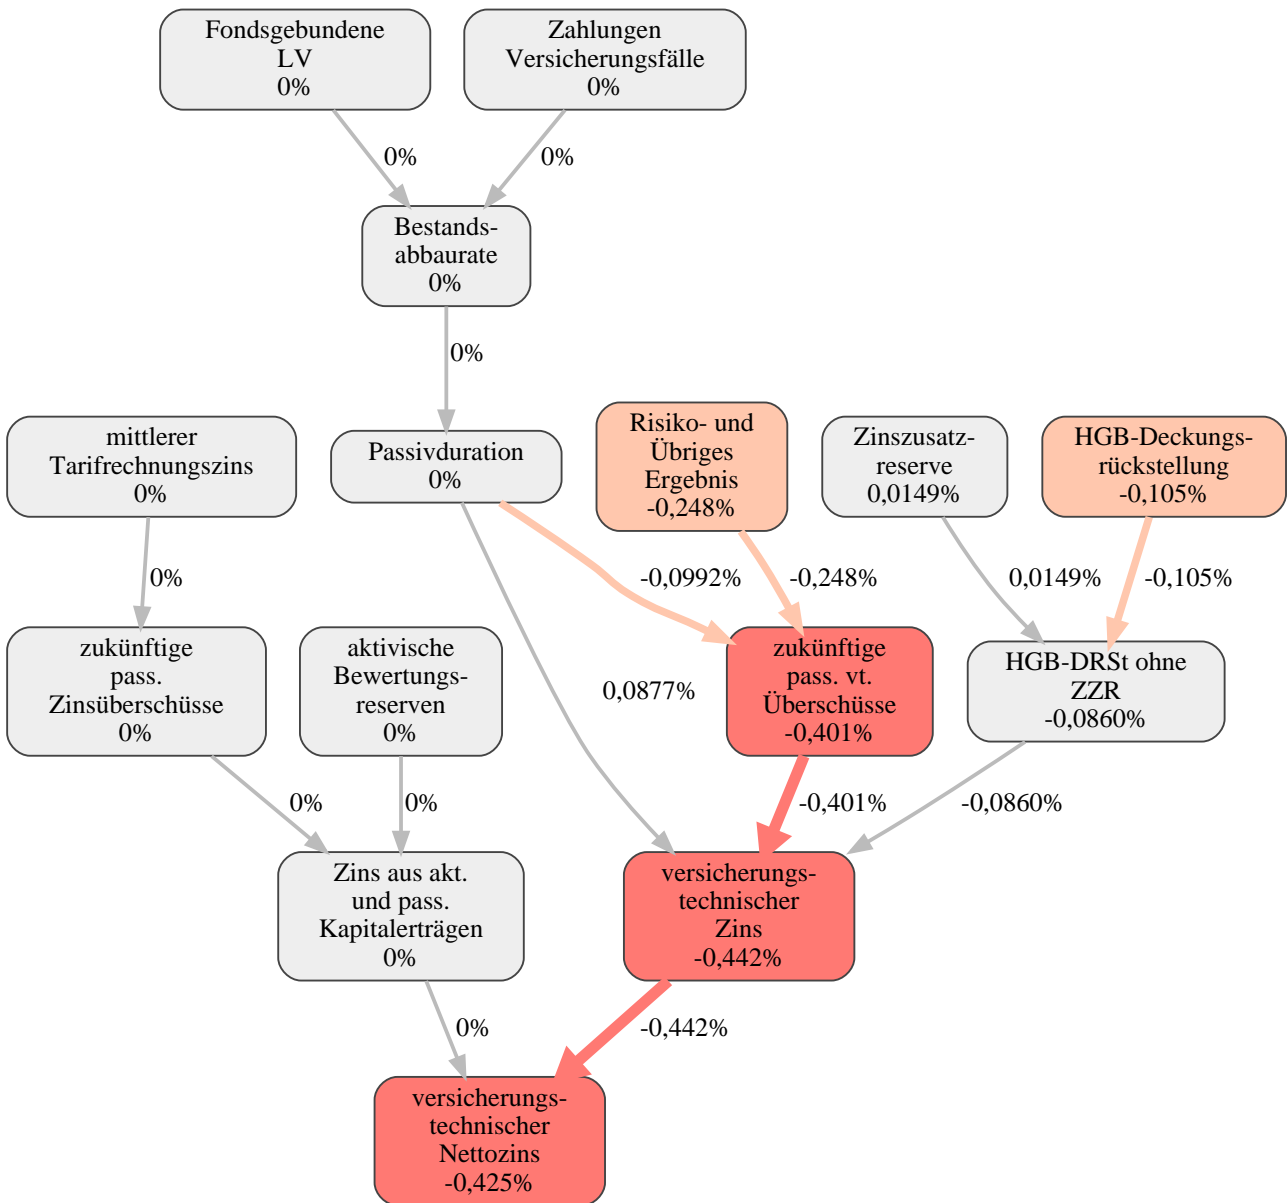 Fondsgebundene
LV
0%
Zahlungen
Versicherungsfälle
0%
0%
0%
Bestands-
abbaurate
0%
0%
mittlerer
Tarifrechnungszins
0%
Passivduration
0%
Risiko- und
Übriges
Ergebnis
-0,248%
Zinszusatz-
reserve
0,0149%
HGB-Deckungs-
rückstellung
-0,105%
0%
-0,0992%
-0,248%
0,0149%
-0,105%
zukünftige
pass.
Zinsüberschüsse
0%
aktivische
Bewertungs-
reserven
0%
0,0877%
zukünftige
pass. vt.
Überschüsse
-0,401%
HGB-DRSt ohne
ZZR
-0,0860%
0%
0%
-0,401%
-0,0860%
Zins aus akt.
und pass.
Kapitalerträgen
0%
versicherungs-
technischer
Zins
-0,442%
0%
-0,442%
versicherungs-
technischer
Nettozins
-0,425%